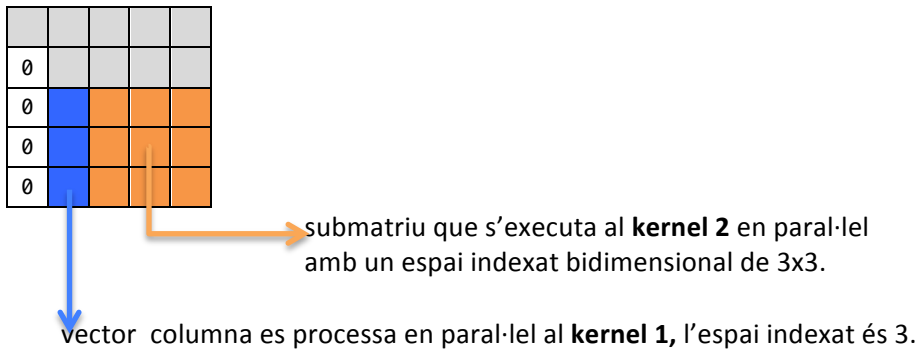 0
0
0
0
submatriu que s'executa al kernel 2 en paral·lel
amb un espai indexat bidimensional de 3x3.
vector columna es processa en paral·lel al kernel 1, l'espai indexat és 3.